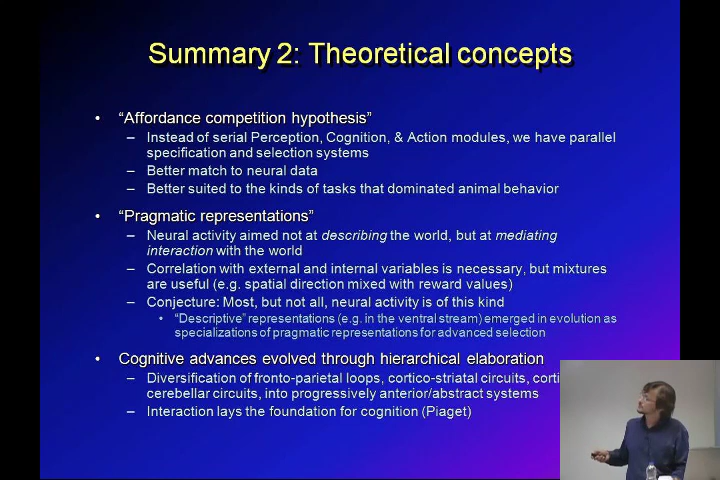 Summary 2: Theoretical concepts
• "Affordance competition hypothesis"
– Instead of serial Perception, Cognition, & Action modules, we have parallel
specification and selection systems
– Better match to neural data
– Better suited to the kinds of tasks that dominated animal behavior
• "Pragmatic representations"
– Neural activity aimed not at describing the world, but at mediating
interaction with the world
– Correlation with external and internal variables is necessary, but mixtures
are useful (e.g. spatial direction mixed with reward values)
– Conjecture: Most, but not all, neural activity is of this kind
• "Descriptive" representations (e.g. in the ventral stream) emerged in evolution as
specializations of pragmatic representations for advanced selection
• Cognitive advances evolved through hierarchical elaboration
– Diversification of fronto-parietal loops, cortico-striatal circuits,
cerebellar circuits, into progressively anterior/abstract systems
– Interaction lays the foundation for cognition (Piaget)